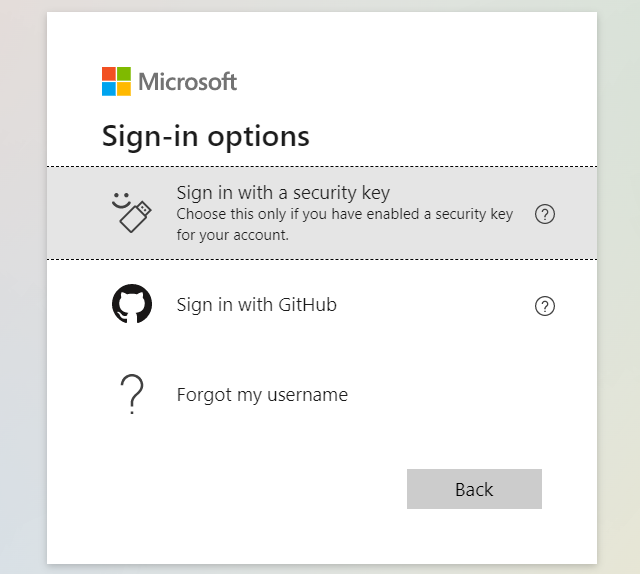 Microsoft
Sign-in options
Sign in with a security key
Choose this only if you have enabled a security key
for your account.
Sign in with GitHub
Forgot my username
Back